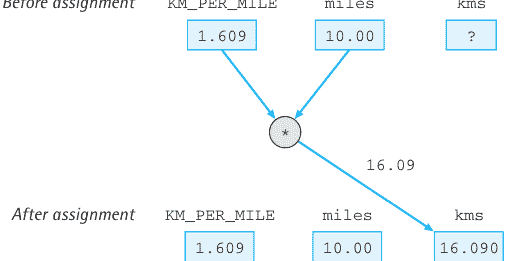 Before assignment KM_PER_MILE miles kms
1.609 10.00 ?
*
16.09
After assignment KM_PER_MILE miles kms
1.609 10.00 16.090